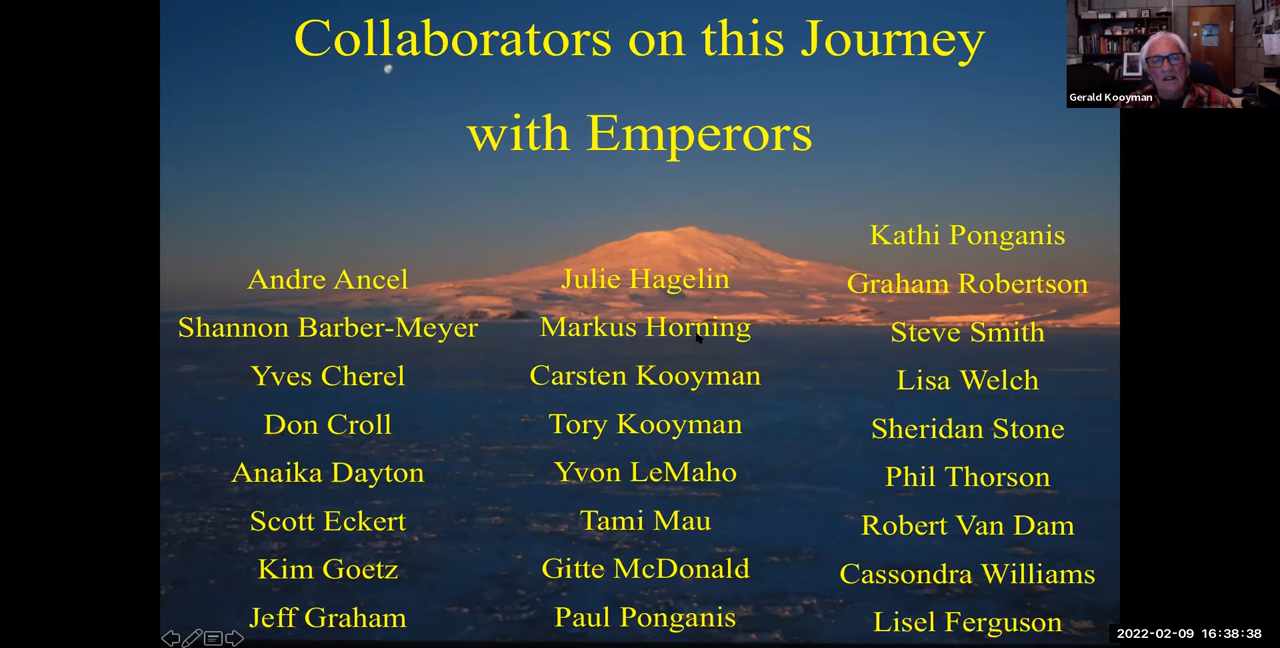 Collaborators on this Journey
with Emperors
Gerald Kooyman
Andre Ancel
Shannon Barber-Meyer
Yves Cherel
Don Croll
Anaika Dayton
Scott Eckert
Kim Goetz
Jeff Graham
Julie Hagelin
Markus Horning
Carsten Kooyman
Tory Kooyman
Yvon LeMaho
Tami Mau
Gitte McDonald
Paul Ponganis
Kathi Ponganis
Graham Robertson
Steve Smith
Lisa Welch
Sheridan Stone
Phil Thorson
Robert Van Dam
Cassondra Williams
Lisel Ferguson
2022-02-09 16:38:38